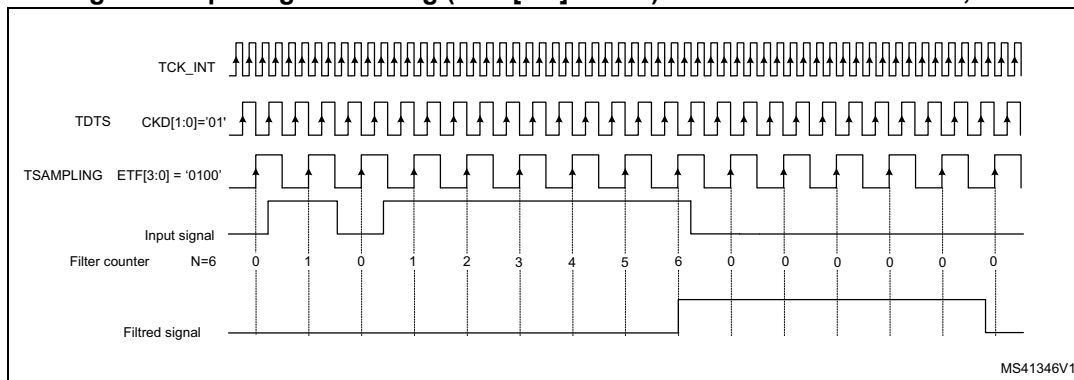 TCK_INT
TDTS CKD[1:0]='01'
TSAMPLING ETF[3:0] = '0100'
Input signal
Filter counter N=6 0 1 0 1 2 3 4 5 6 0 0 0 0 0 0
Filtred signal
MS41346V1